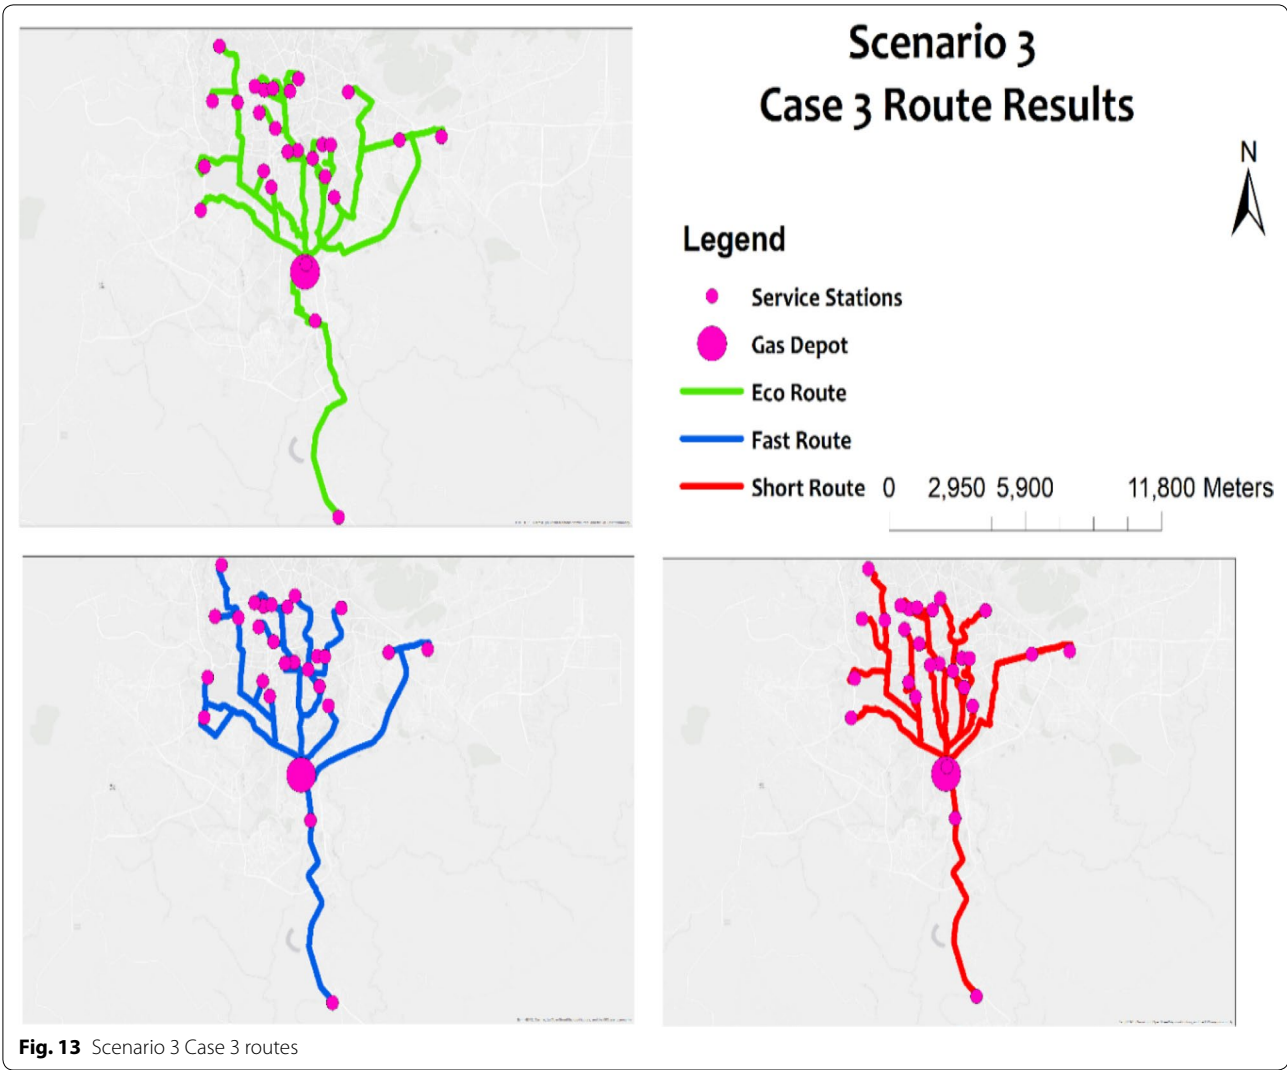 Scenario 3
Case 3 Route Results
N
Legend
Service Stations
Gas Depot
Eco Route
Fast Route
Short Route 0 2,950 5,900 11,800 Meters
Fig. 13 Scenario 3 Case 3 routes